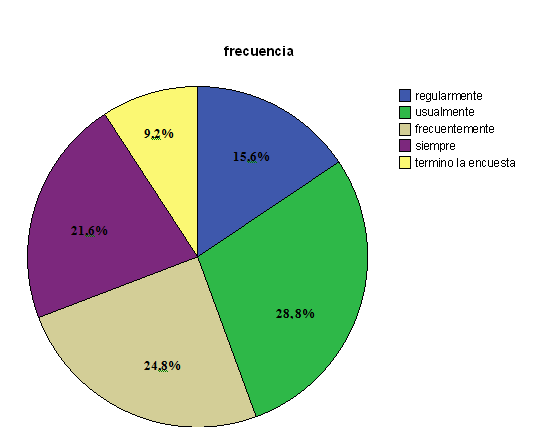 frecuencia
regularmente
usualmente
frecuentemente
siempre
termino la encuesta
9.2%
15.6%
21.6%
28.8%
24.8%